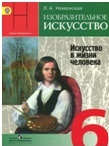 Л. А. Неменская
ИЗОБРАЗИТЕЛЬНОЕ
ИСКУССТВО
Искусство
в жизни
человека
6